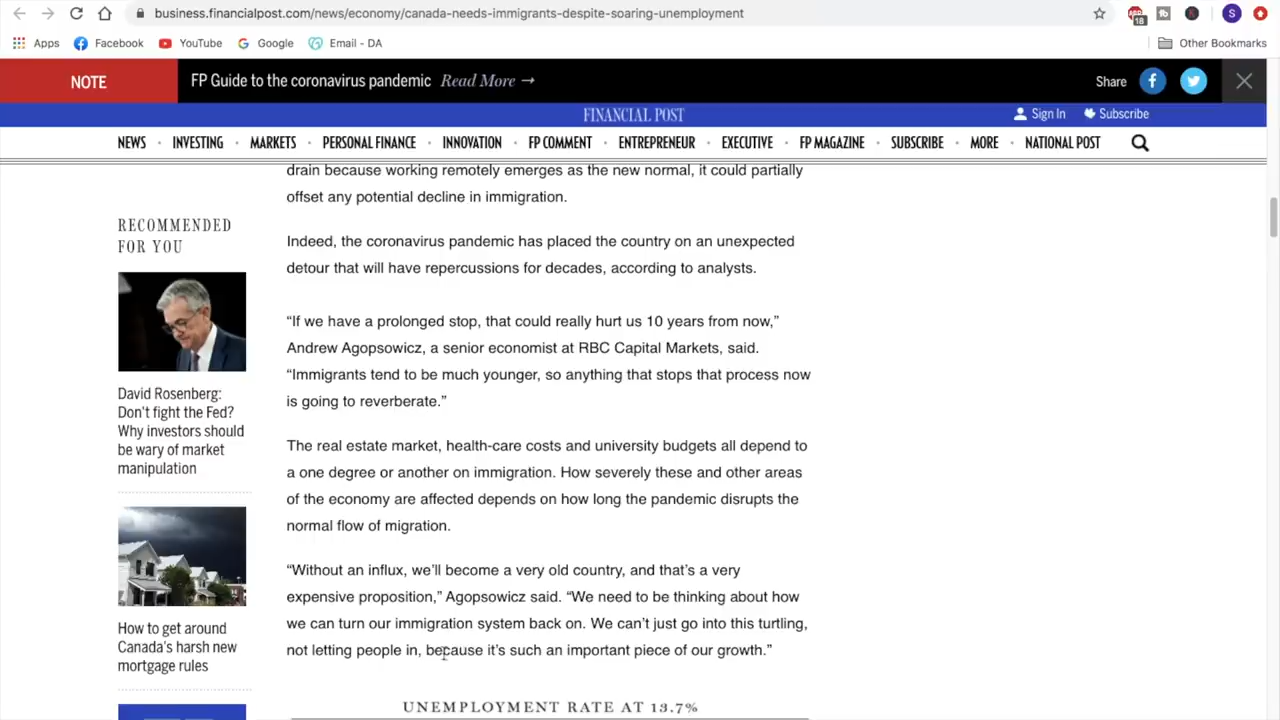 business.financialpost.com/news/economy/canada-needs-immigrants-despite-soaring-unemployment
18
S
Apps Facebook YouTube Google Email - DA Other Bookmarks
NOTE FP Guide to the coronavirus pandemic Read More → Share
FINANCIAL POST Sign In Subscribe
NEWS · INVESTING · MARKETS · PERSONAL FINANCE · INNOVATION · FP COMMENT · ENTREPRENEUR · EXECUTIVE · FP MAGAZINE · SUBSCRIBE · MORE · NATIONAL POST
RECOMMENDED
FOR YOU
David Rosenberg:
Don't fight the Fed?
Why investors should
be wary of market
manipulation
How to get around
Canada's harsh new
mortgage rules
drain because working remotely emerges as the new normal, it could partially
offset any potential decline in immigration.
Indeed, the coronavirus pandemic has placed the country on an unexpected
detour that will have repercussions for decades, according to analysts.
“If we have a prolonged stop, that could really hurt us 10 years from now,”
Andrew Agopsowicz, a senior economist at RBC Capital Markets, said.
“Immigrants tend to be much younger, so anything that stops that process now
is going to reverberate.”
The real estate market, health-care costs and university budgets all depend to
a one degree or another on immigration. How severely these and other areas
of the economy are affected depends on how long the pandemic disrupts the
normal flow of migration.
“Without an influx, we’ll become a very old country, and that’s a very
expensive proposition,” Agopsowicz said. “We need to be thinking about how
we can turn our immigration system back on. We can’t just go into this turtling,
not letting people in, because it’s such an important piece of our growth.”
UNEMPLOYMENT RATE AT 13.7%